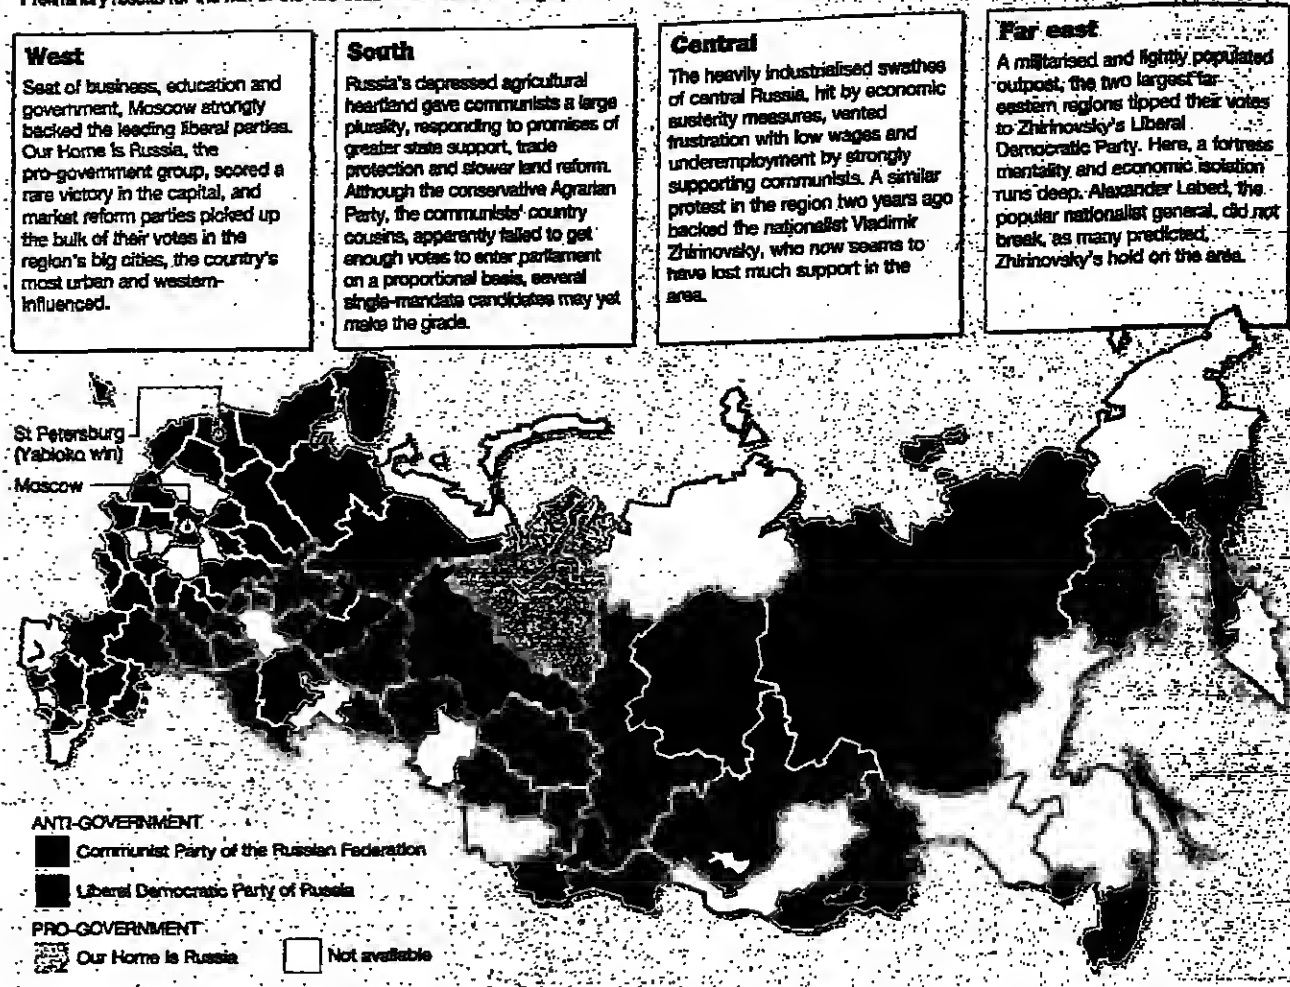 Preliminary results for the
West
Seat of business, education and
government, Moscow strongly
backed the leading liberal parties.
Our Home Is Russia, the
pro-government group, scored a
rare victory in the capital, and
market reform parties picked up
the bulk of their votes in the
region's big cities, the country's
most urban and western-
influenced.
South
Russia's depressed agricultural
heartland gave communists a large
plurality, responding to promises of
greater state support, trade
protection and slower land reform.
Although the conservative Agrarian
Party, the communists' country
cousins, apparently failed to get
enough votes to enter parliament
on a proportional basis, several
single-mandate candidates may yet
make the grade.
Central
The heavily industrialised swathes
of central Russia, hit by economic
austerity measures, vented
frustration with low wages and
underemployment by strongly
supporting communists. A similar
protest in the region two years ago
backed the nationalist Vladimir
Zhirinovsky, who now seems to
have lost much support in the
area.
Far east
A militarised and lightly populated
outpost, the two largest far-
eastern regions tipped their votes
to Zhirinovsky's Liberal
Democratic Party. Here, a fortress
mentality and economic isolation
runs deep. Alexander Lebed, the
popular nationalist general, did not
break, as many predicted,
Zhirinovsky's hold on the area.
St Petersburg
(Yabloko win)
Moscow
ANTI-GOVERNMENT
Communist Party of the Russian Federation
Liberal Democratic Party of Russia
PRO-GOVERNMENT
Our Home Is Russia
Not available